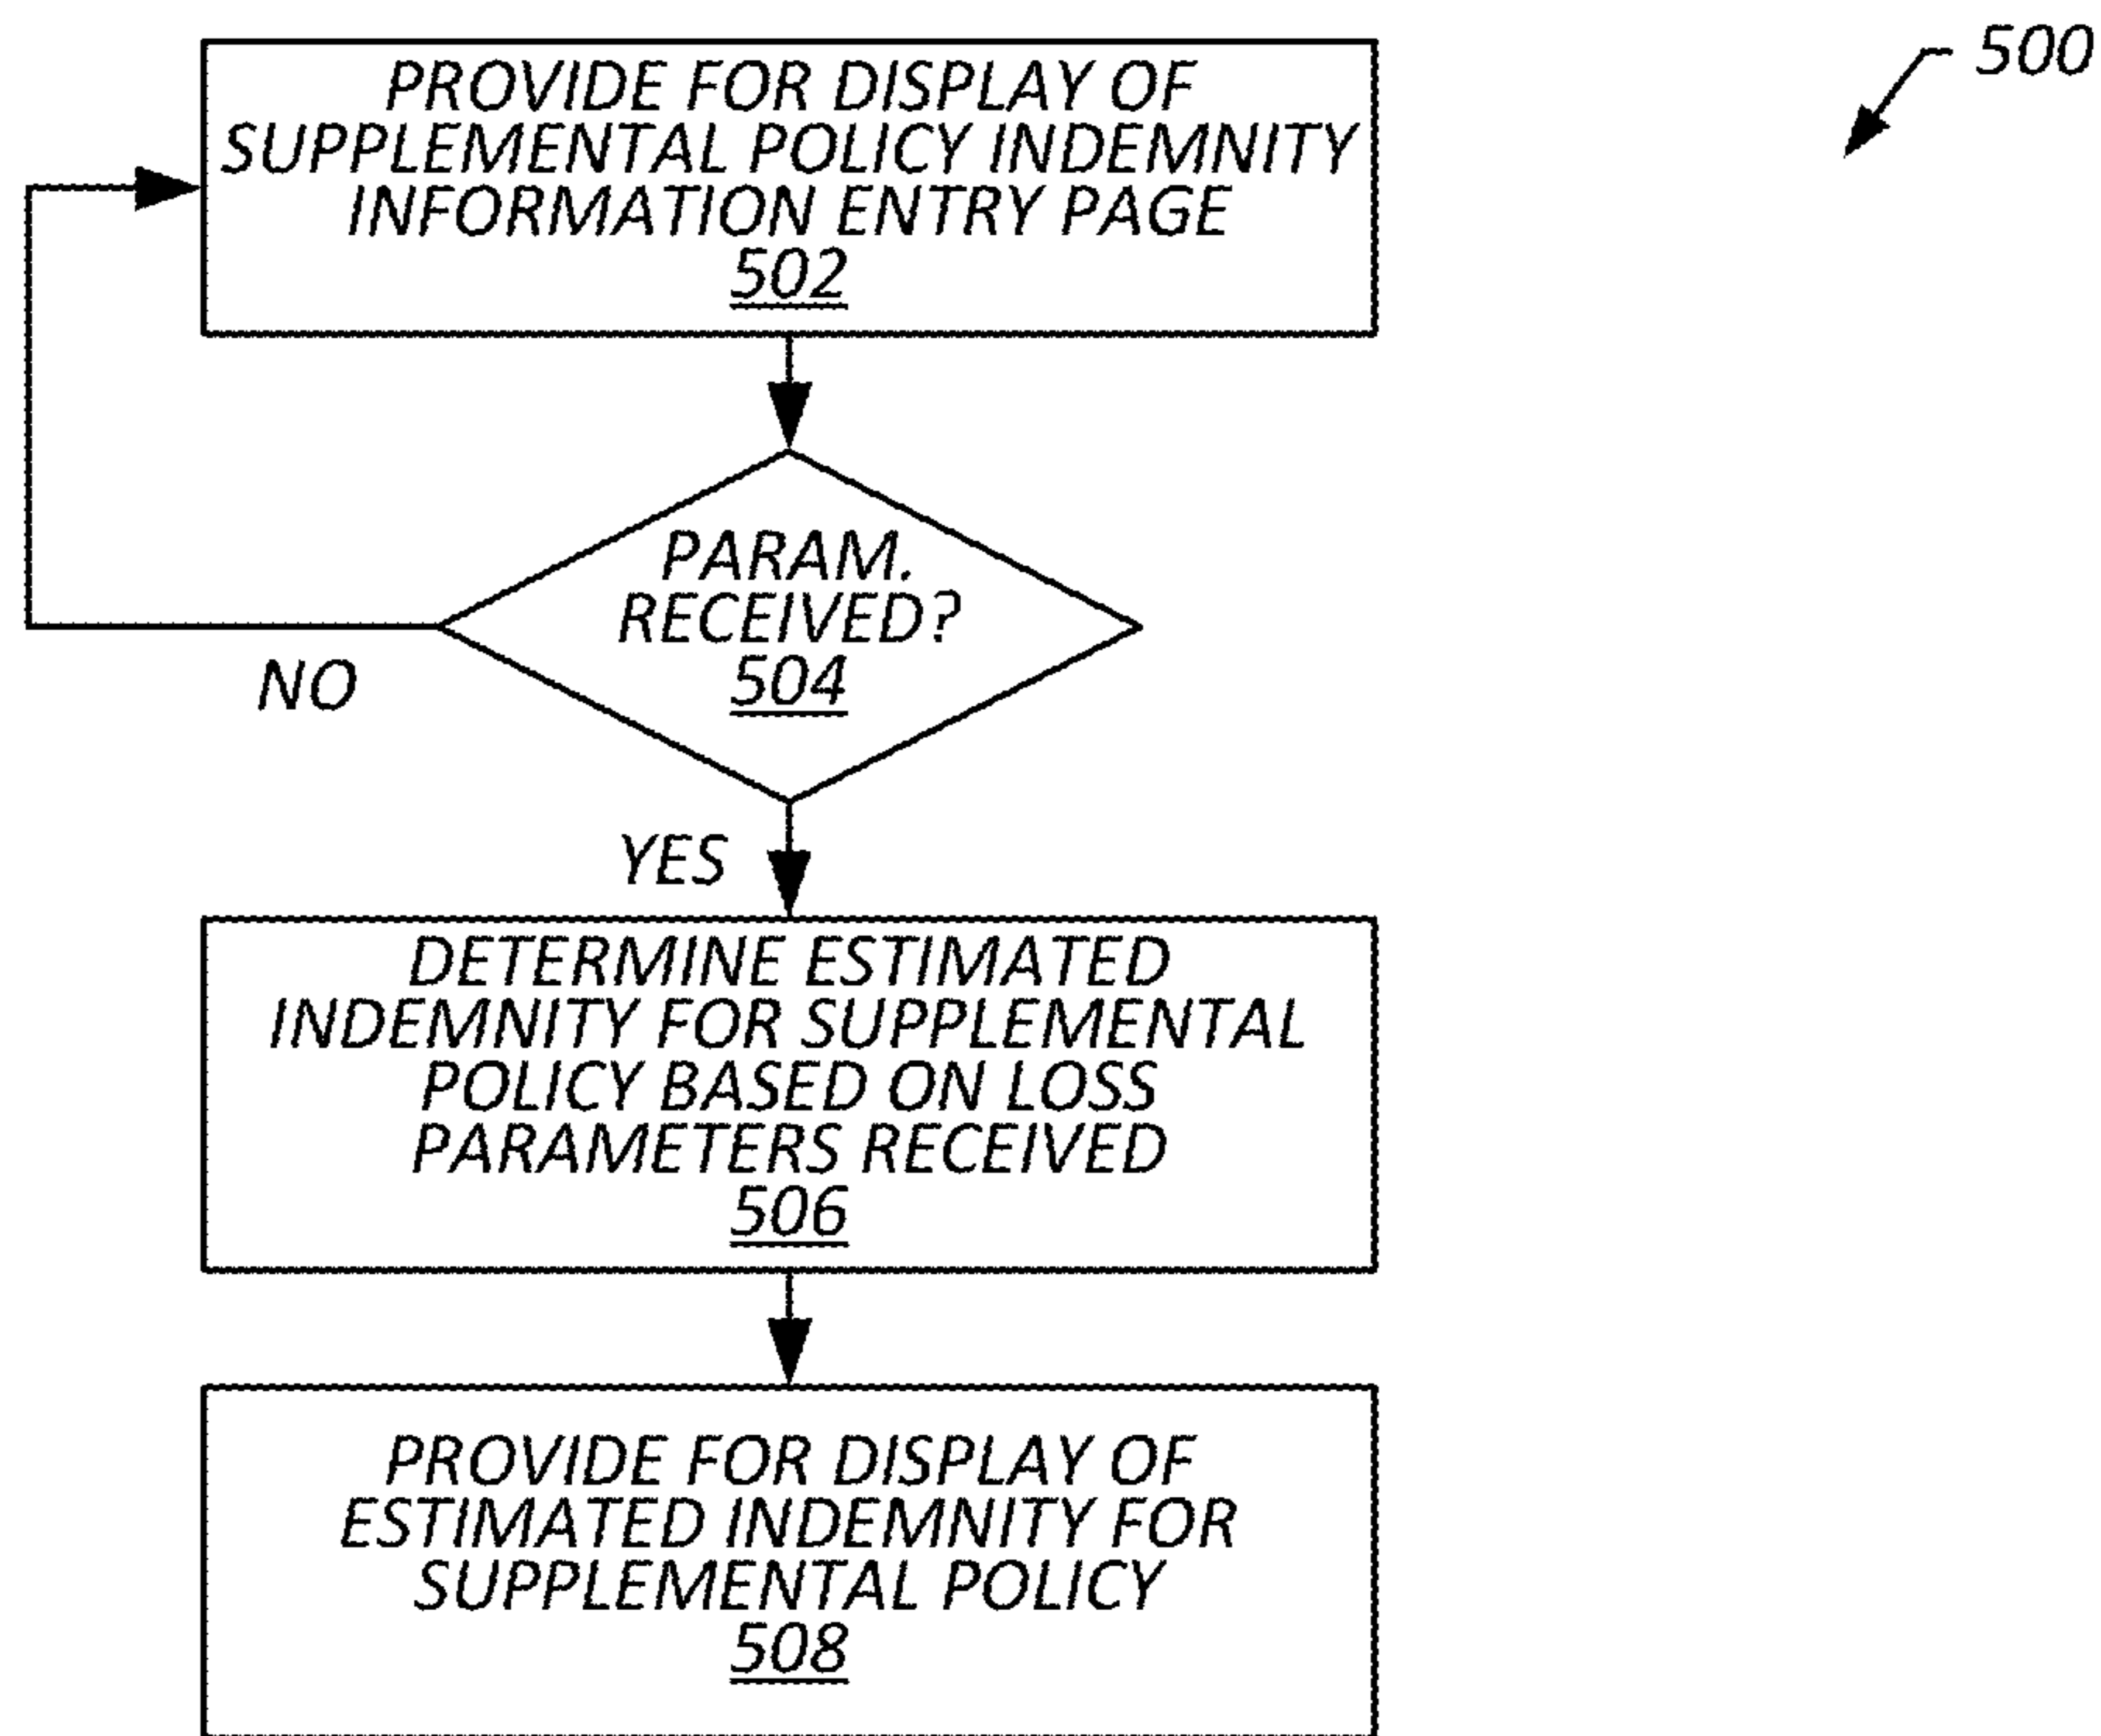 500
PROVIDE FOR DISPLAY OF
SUPPLEMENTAL POLICY INDEMNITY
INFORMATION ENTRY PAGE
502
PARAM.
RECEIVED?
504
NO
YES
DETERMINE ESTIMATED
INDEMNITY FOR SUPPLEMENTAL
POLICY BASED ON LOSS
PARAMETERS RECEIVED
506
PROVIDE FOR DISPLAY OF
ESTIMATED INDEMNITY FOR
SUPPLEMENTAL POLICY
508